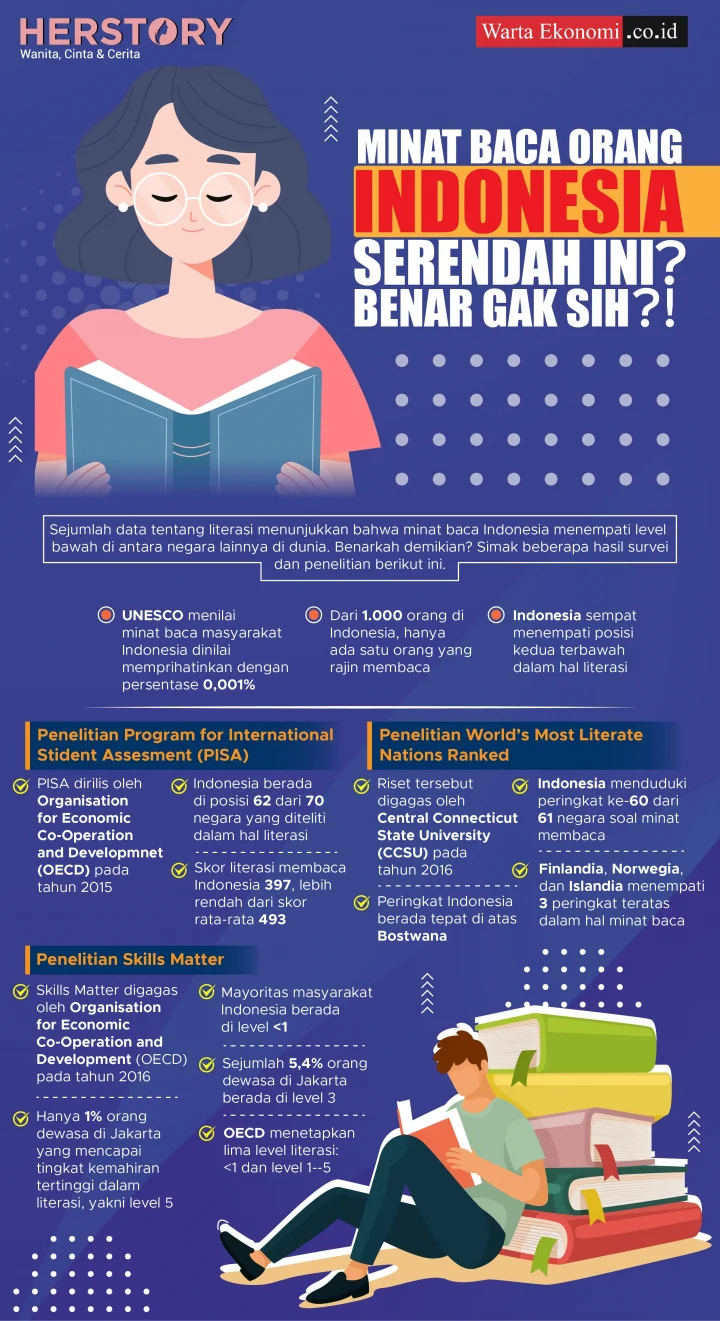 HERSTORY
Wanita, Cinta & Cerita
Warta Ekonomi .co.id
MINAT BACA ORANG
INDONESIA
SERENDAH INI?
BENAR GAK SIH?!
Sejumlah data tentang literasi menunjukkan bahwa minat baca Indonesia menempati level
bawah di antara negara lainnya di dunia. Benarkah demikian? Simak beberapa hasil survei
dan penelitian berikut ini.
UNESCO menilai
minat baca masyarakat
Indonesia dinilai
memprihatinkan dengan
persentase 0,001%
Dari 1.000 orang di
Indonesia, hanya
ada satu orang yang
rajin membaca
Indonesia sempat
menempati posisi
kedua terbawah
dalam hal literasi
Penelitian Program for International
Stident Assesment (PISA)
PISA dirilis oleh
Organisation
for Economic
Co-Operation
and Developmnet
(OECD) pada
tahun 2015
Indonesia berada
di posisi 62 dari 70
negara yang diteliti
dalam hal literasi
Skor literasi membaca
Indonesia 397, lebih
rendah dari skor
rata-rata 493
Penelitian World's Most Literate
Nations Ranked
Riset tersebut
digagas oleh
Central Connecticut
State University
(CCSU) pada
tahun 2016
Peringkat Indonesia
berada tepat di atas
Bostwana
Indonesia menduduki
peringkat ke-60 dari
61 negara soal minat
membaca
Finlandia, Norwegia,
dan Islandia menempati
3 peringkat teratas
dalam hal minat baca
Penelitian Skills Matter
Skills Matter digagas
oleh Organisation
for Economic
Co-Operation and
Development (OECD)
pada tahun 2016
Hanya 1% orang
dewasa di Jakarta
yang mencapai
tingkat kemahiran
tertinggi dalam
literasi, yakni level 5
Mayoritas masyarakat
Indonesia berada
di level <1
Sejumlah 5,4% orang
dewasa di Jakarta
berada di level 3
OECD menetapkan
lima level literasi:
<1 dan level 1--5